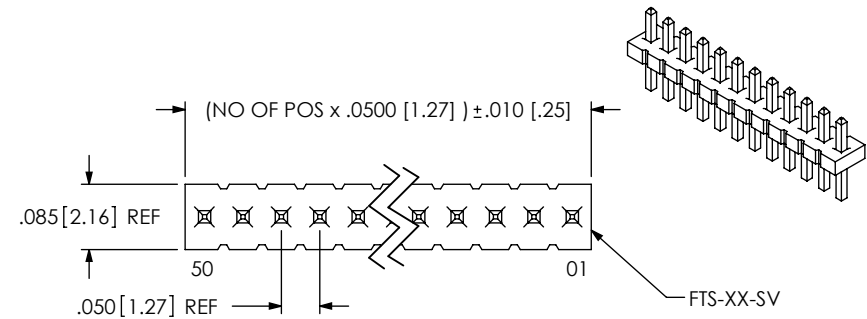 (NO OF POS x .0500 [1.27] ) ±.010 [.25]
.085[2.16] REF
50
01
.050[1.27] REF
FTS-XX-SV